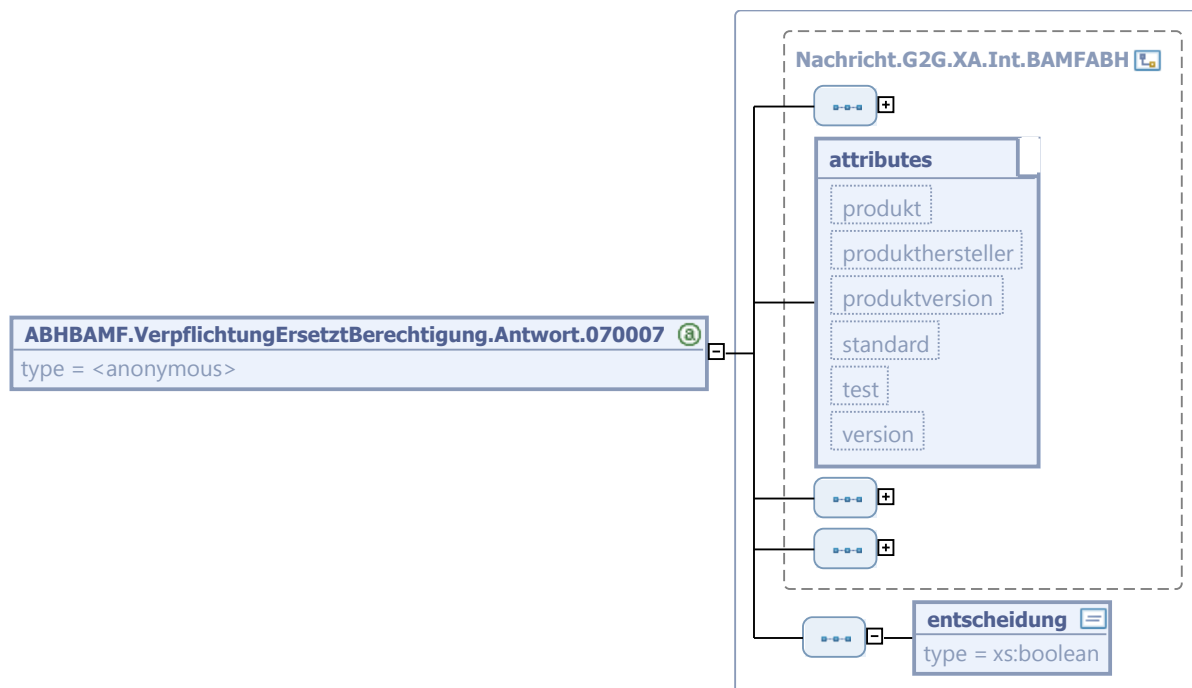 Nachricht.G2G.XA.Int.BAMFABH
attributes
produkt
produkthersteller
produktversion
standard
test
version
ABHBAMF.VerpflichtungErsetztBerechtigung.Antwort.070007 a
type = <anonymous>
entscheidung
type = xs:boolean